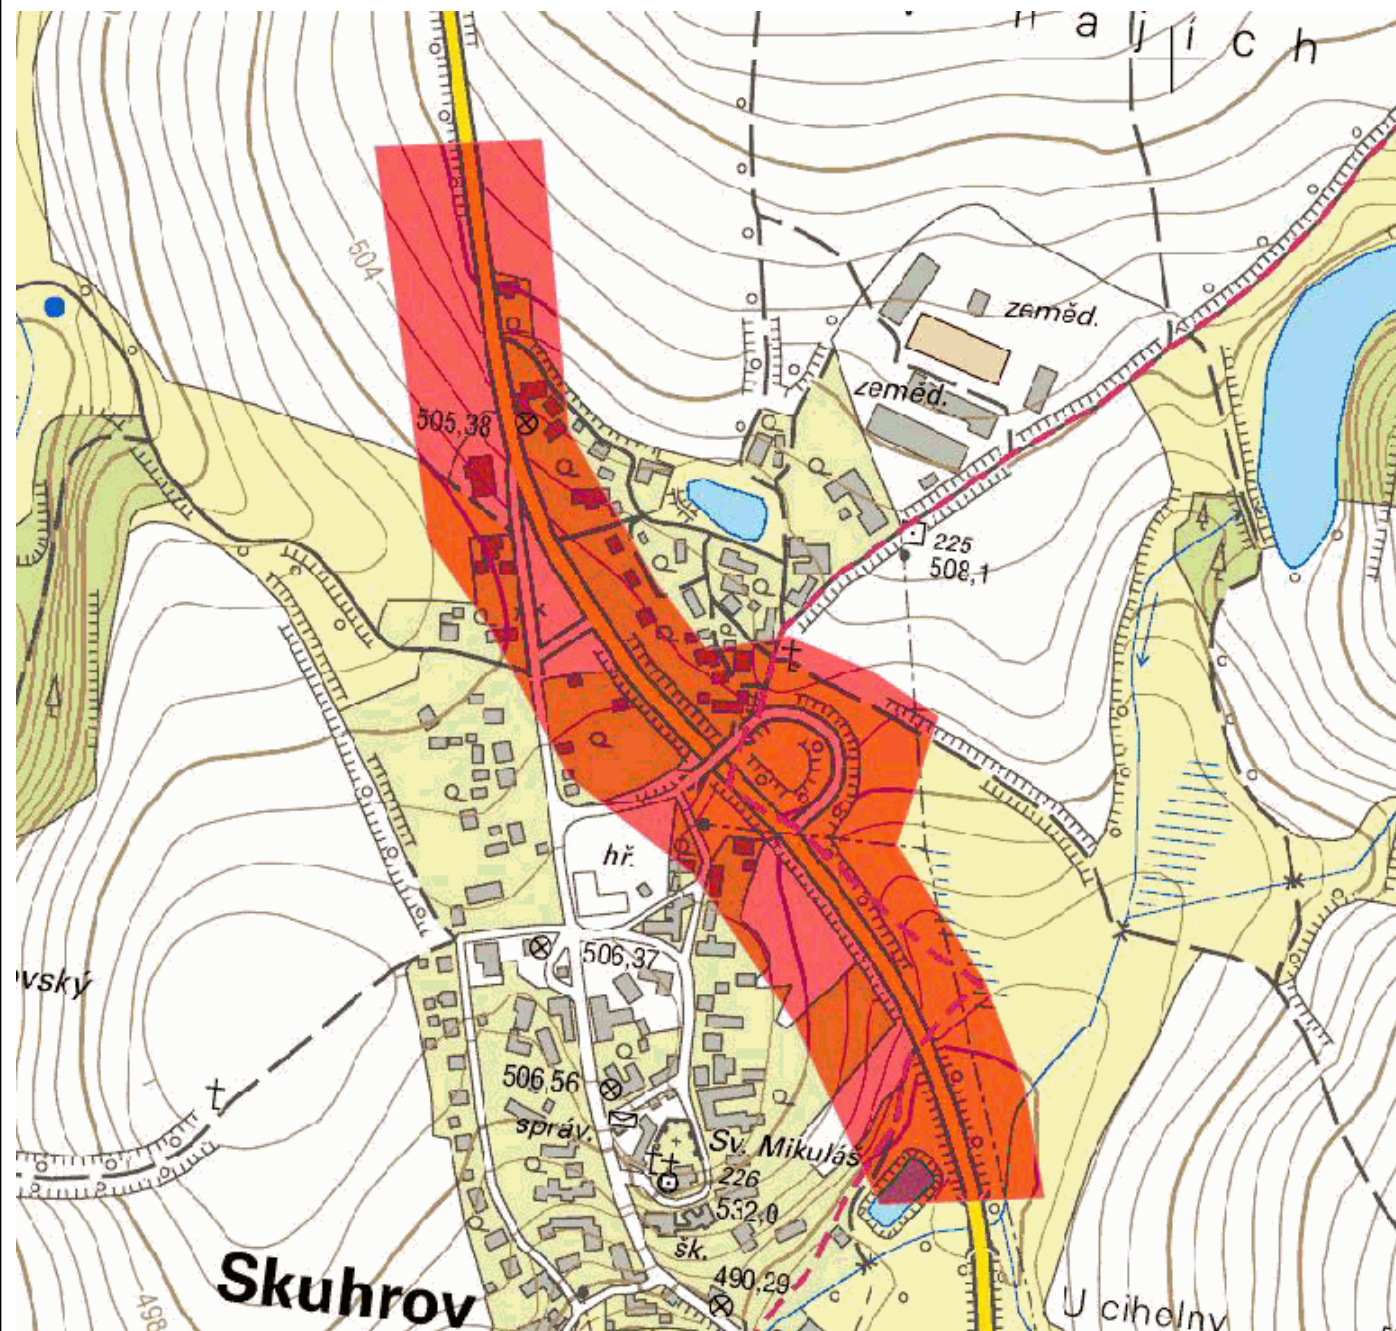 a j í c h
504
zeměd.
zeměd.
505,38
225
508,1
hř.
506,37
ovský
506,56
správ.
Sv. Mikuláš
226
532,0
šk.
490,29
Skuhrov
498
U cihelny